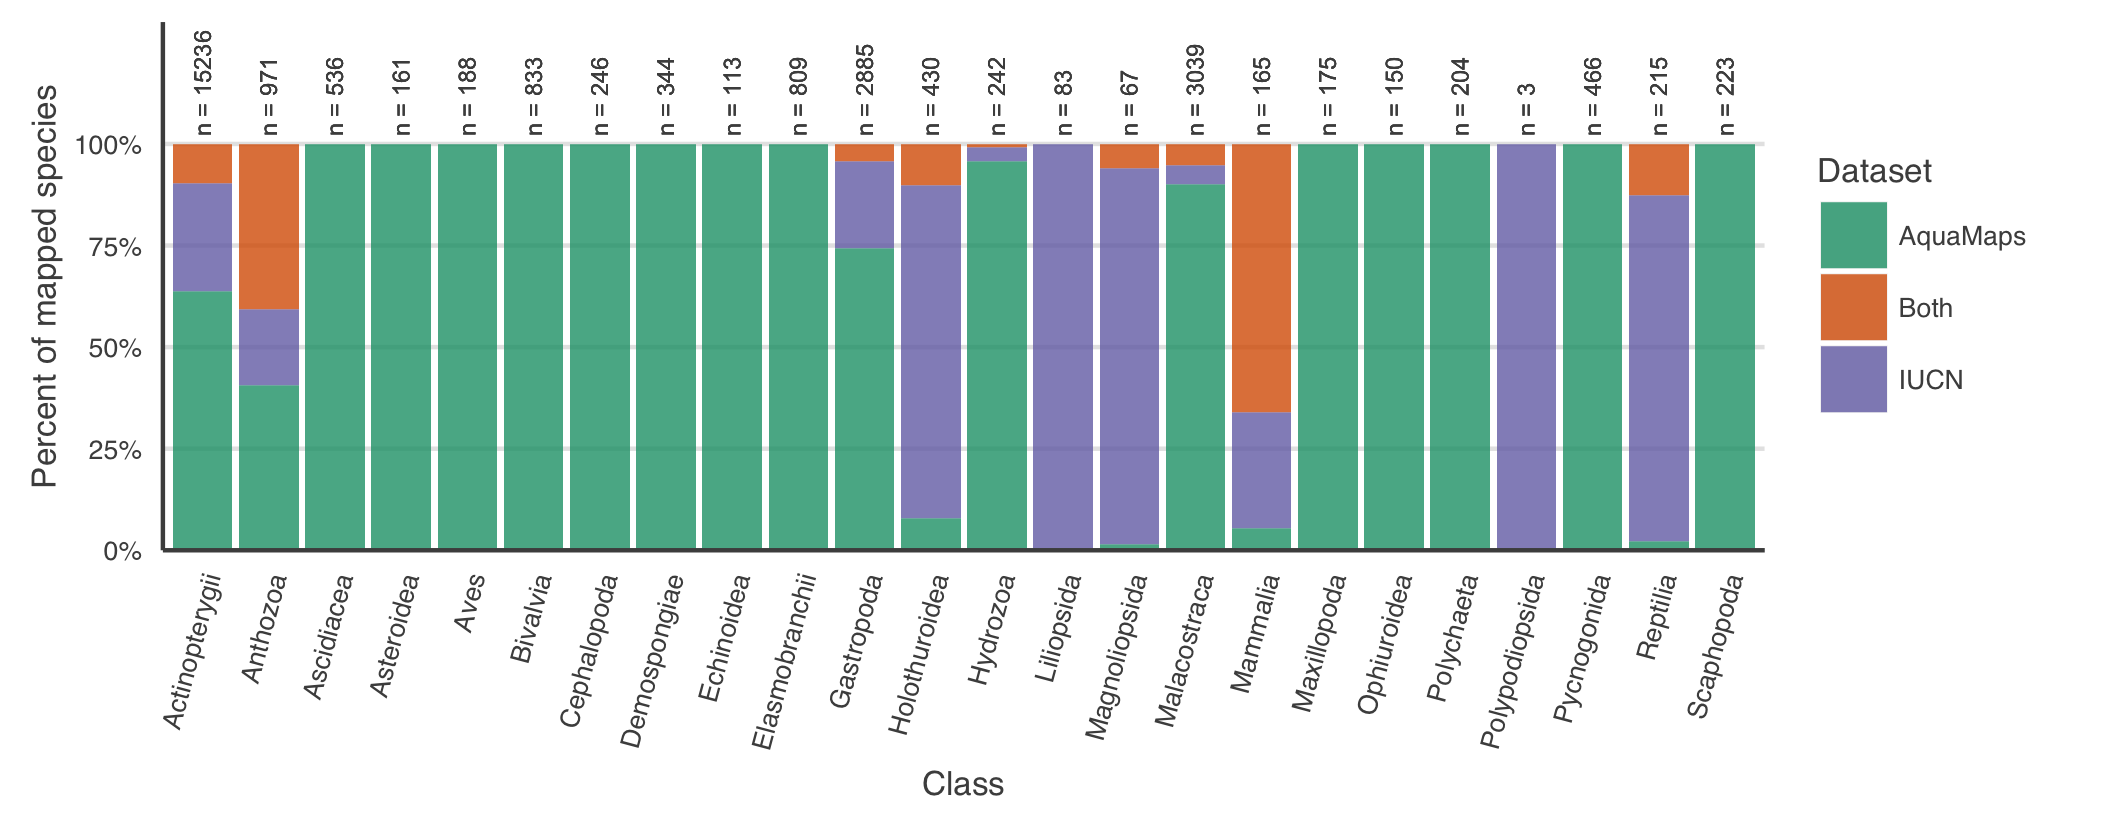 n = 15236
n = 971
n = 536
n = 161
n = 188
n = 833
n = 246
n = 344
n = 113
n = 809
n = 2885
n = 430
n = 242
n = 83
n = 67
n = 3039
n = 165
n = 175
n = 150
n = 204
n = 3
n = 466
n = 215
n = 223
Percent of mapped species
100%
75%
50%
25%
0%
Actinopterygii
Anthozoa
Ascidiacea
Asteroidea
Aves
Bivalvia
Cephalopoda
Demospongiae
Echinoidea
Elasmobranchii
Gastropoda
Holothuroidea
Hydrozoa
Liliopsida
Magnoliopsida
Malacostraca
Mammalia
Maxillopoda
Ophiuroidea
Polychaeta
Polypodiopsida
Pycnogonida
Reptilia
Scaphopoda
Class
Dataset
AquaMaps
Both
IUCN